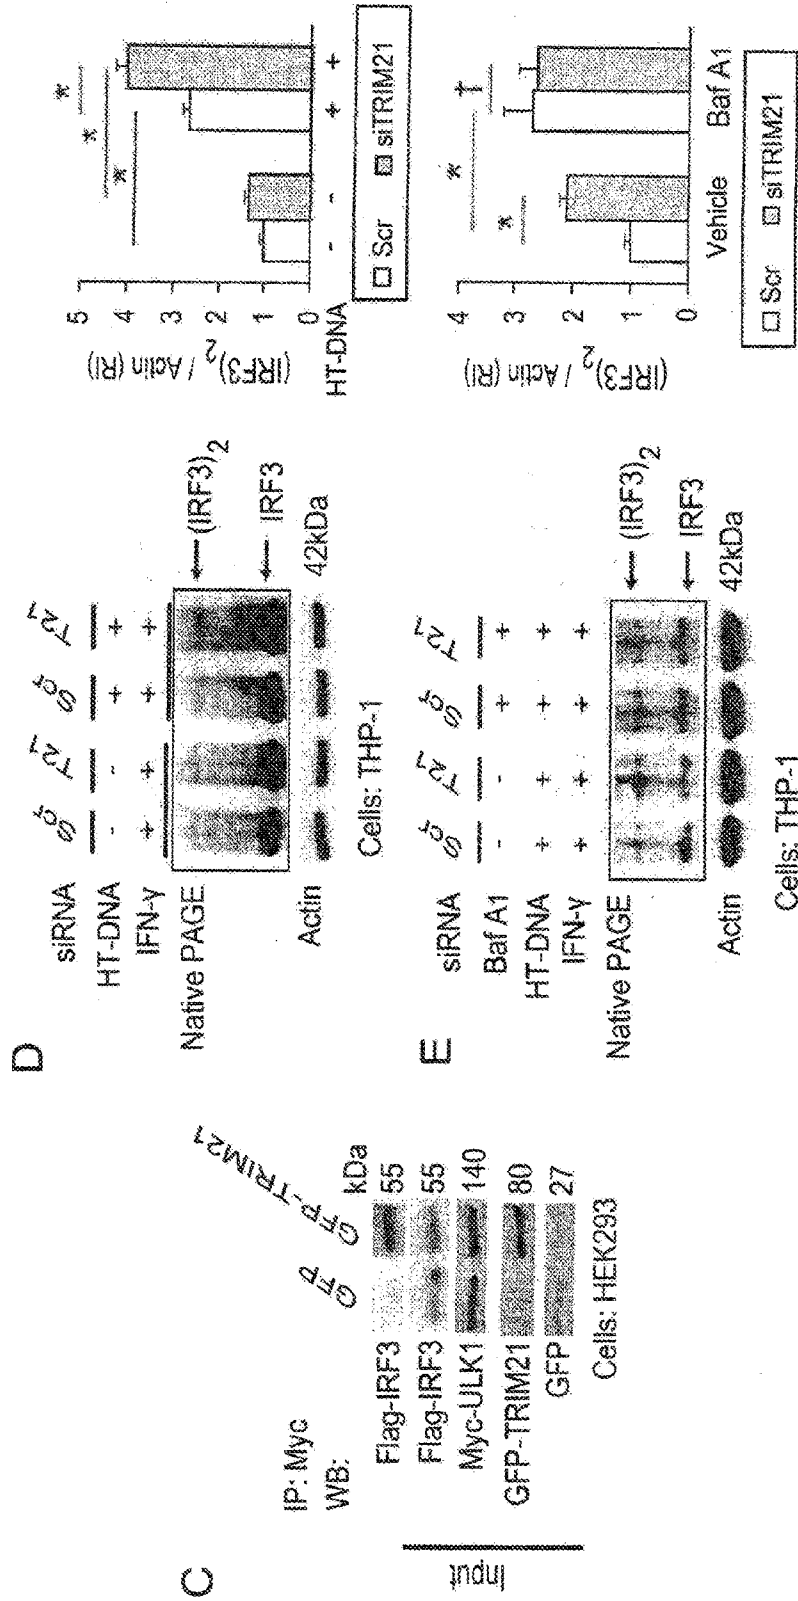 C
GFP
GFP-TRIM21
IP: Myc
WB:
kDa
Flag-IRF3 55
Flag-IRF3 55
Myc-ULK1 140
GFP-TRIM21 80
GFP 27
Input
Cells: HEK293
D
siRNA Scr T21 Scr T21
HT-DNA - - + +
IFN-γ + + + +
Native PAGE
(IRF3)2
IRF3
Actin 42kDa
Cells: THP-1
(IRF3)2 / Actin (RI)
5
4
3
2
1
0
* * *
HT-DNA - - + +
Scr siTRIM21
E
siRNA Scr T21 Scr T21
Baf A1 - - + +
HT-DNA + + + +
IFN-γ + + + +
Native PAGE
(IRF3)2
IRF3
Actin 42kDa
Cells: THP-1
(IRF3)2 / Actin (RI)
4
3
2
1
0
* * †
Vehicle Baf A1
Scr siTRIM21